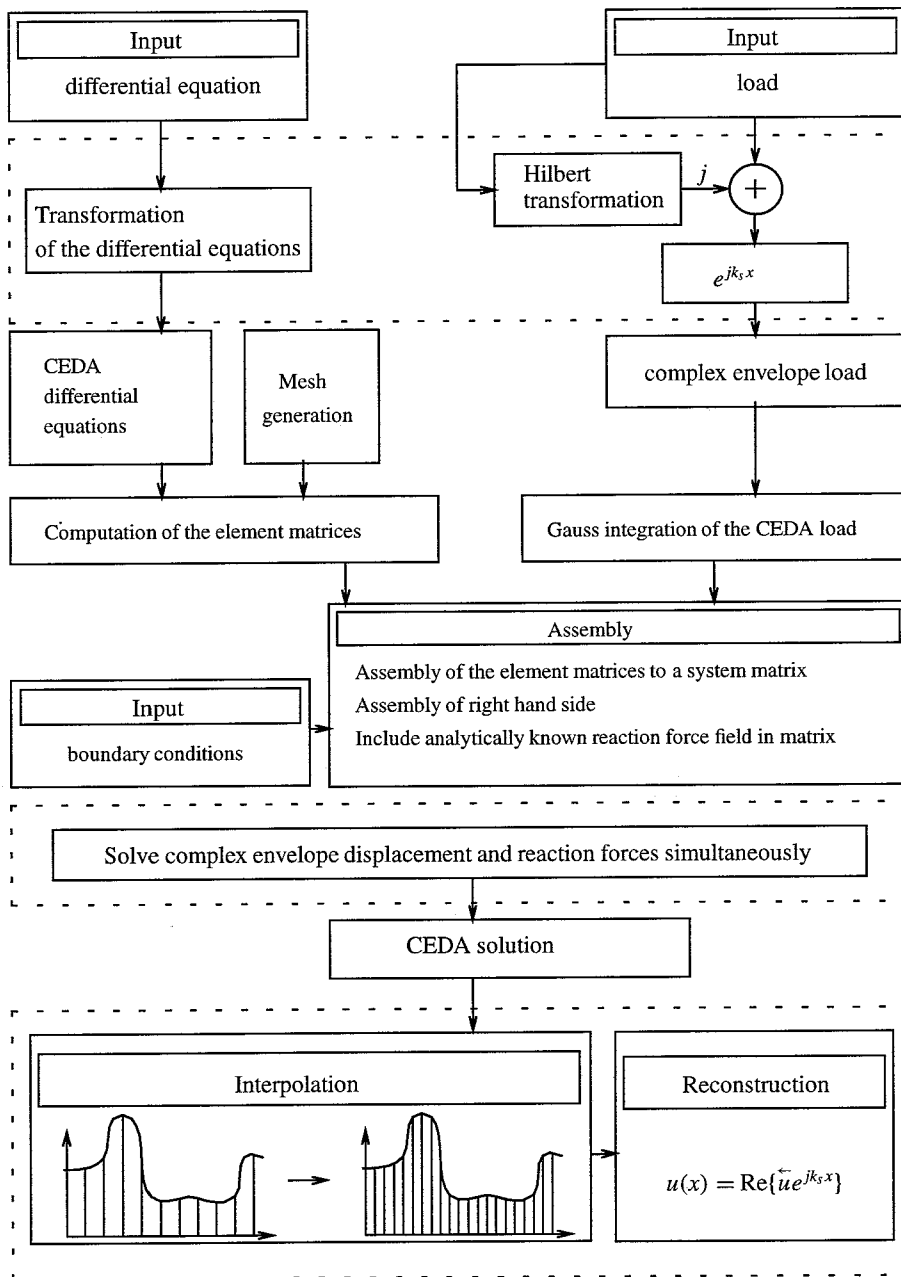 Input
differential equation
Input
load
Hilbert
transformation
j
+
Transformation
of the differential equations
e^{jk_s x}
CEDA
differential
equations
Mesh
generation
complex envelope load
Computation of the element matrices
Gauss integration of the CEDA load
Assembly
Assembly of the element matrices to a system matrix
Assembly of right hand side
Include analytically known reaction force field in matrix
Input
boundary conditions
Solve complex envelope displacement and reaction forces simultaneously
CEDA solution
Interpolation
Reconstruction
u(x) = Re{\overleftarrow{u}e^{jk_s x}}